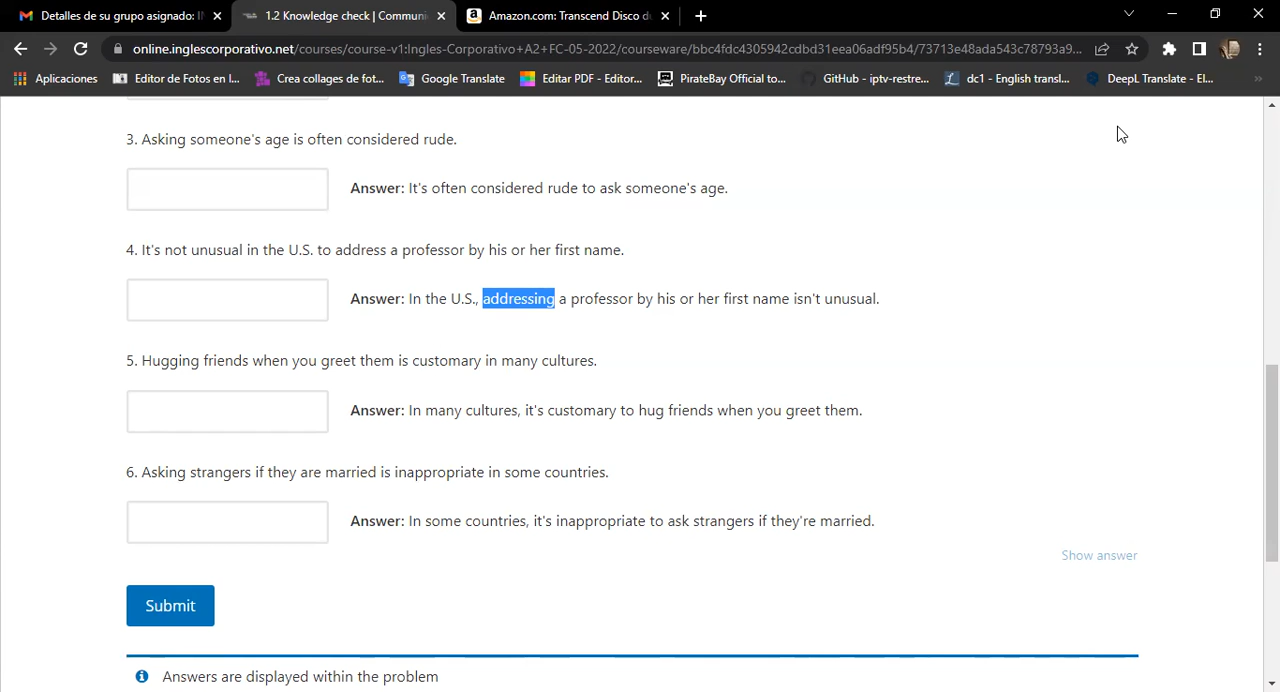 Detalles de su grupo asignado: I
1.2 Knowledge check | Communi
Amazon.com: Transcend Disco d
online.inglescorporativo.net/courses/course-v1:Ingles-Corporativo+A2+FC-05-2022/courseware/bbc4fdc4305942cdbd31eea06adf95b4/73713e48ada543c78793a9...
Aplicaciones
Editor de Fotos en l...
Crea collages de fot...
Google Translate
Editar PDF - Editor...
PirateBay Official to...
GitHub - iptv-restre...
dc1 - English transl...
DeepL Translate - El...
3. Asking someone's age is often considered rude.
Answer: It's often considered rude to ask someone's age.
4. It's not unusual in the U.S. to address a professor by his or her first name.
Answer: In the U.S., addressing a professor by his or her first name isn't unusual.
5. Hugging friends when you greet them is customary in many cultures.
Answer: In many cultures, it's customary to hug friends when you greet them.
6. Asking strangers if they are married is inappropriate in some countries.
Answer: In some countries, it's inappropriate to ask strangers if they're married.
Show answer
Submit
Answers are displayed within the problem